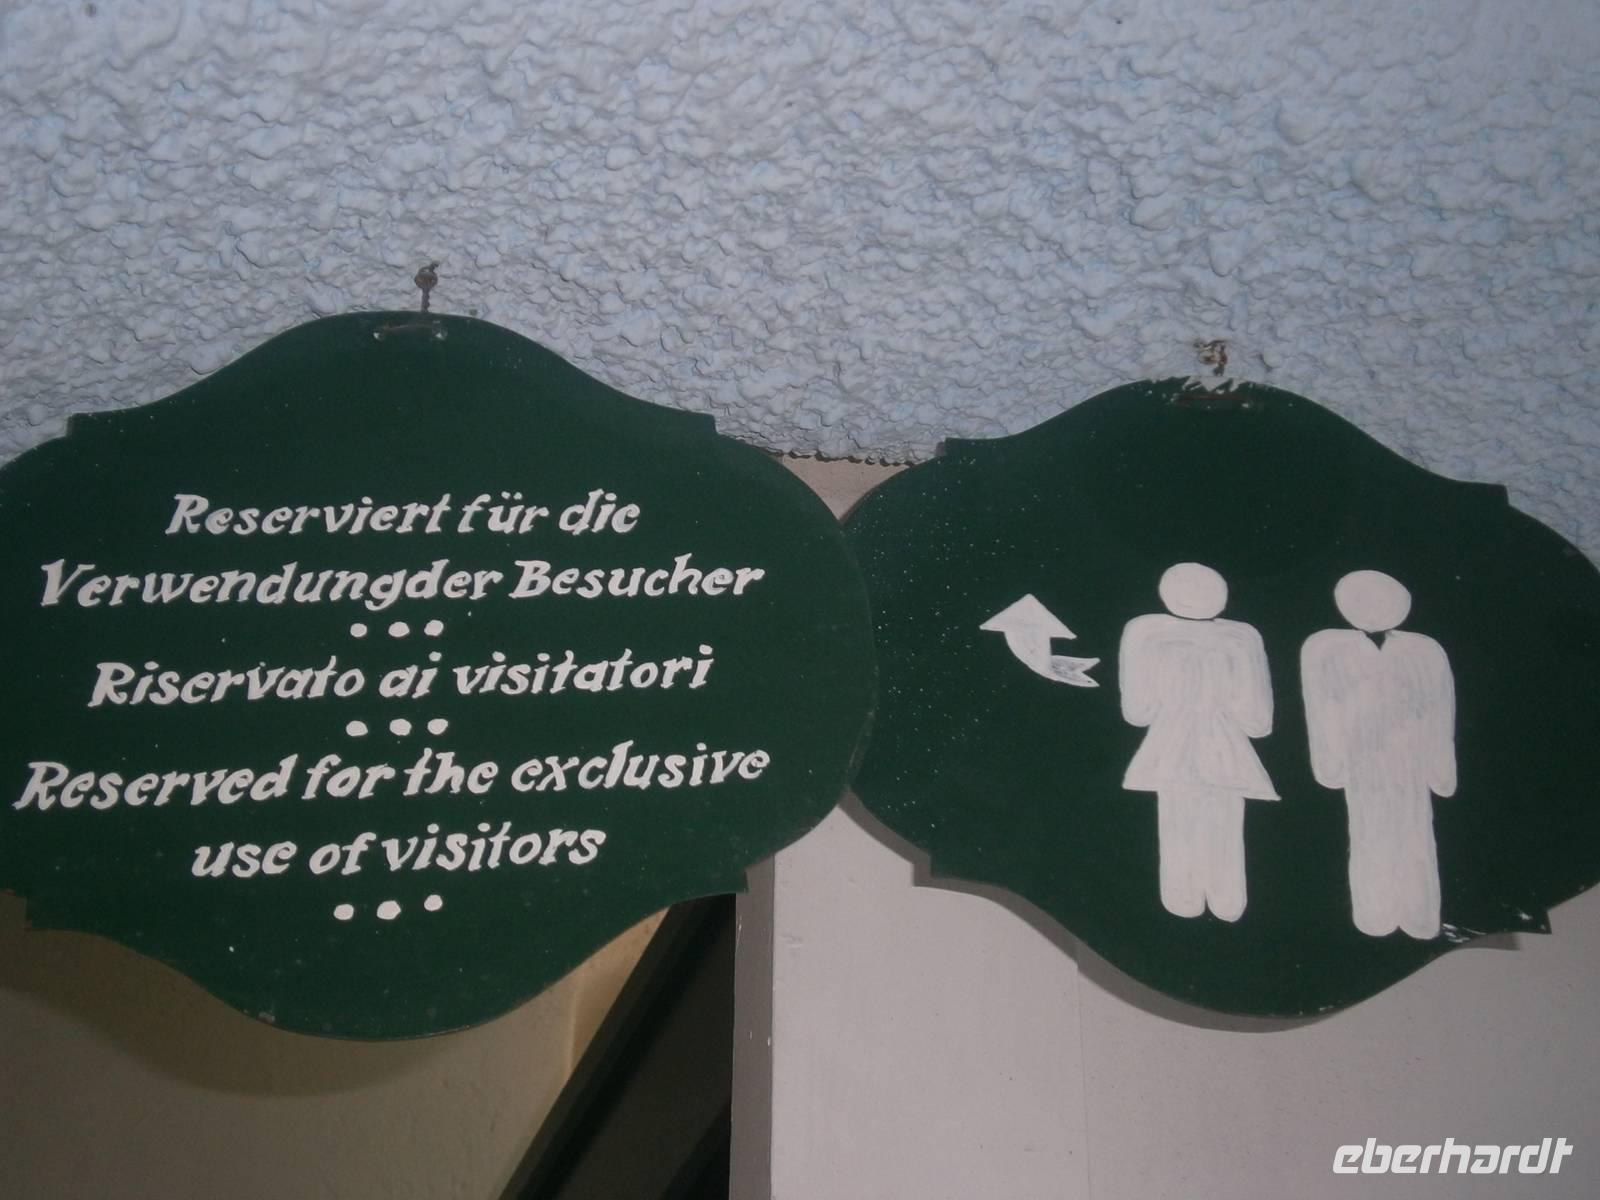 Reserviert für die
Verwendungder Besucher
...
Riservato ai visitatori
...
Reserved for the exclusive
use of visitors
...
eberhardt